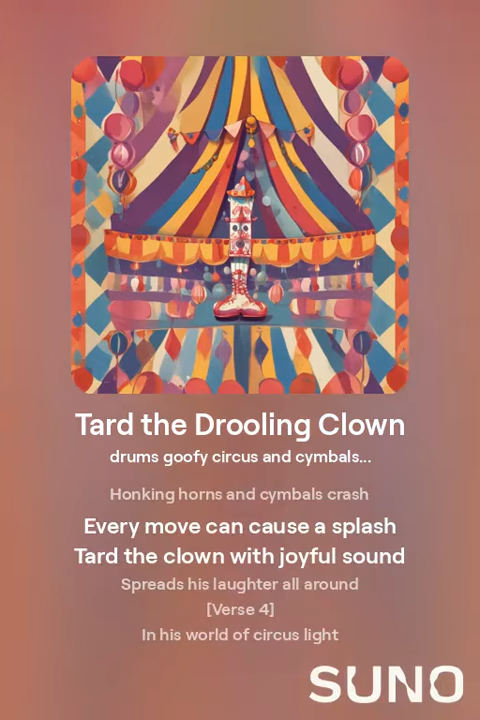 Tard the Drooling Clown
drums goofy circus and cymbals...
Honking horns and cymbals crash
Every move can cause a splash
Tard the clown with joyful sound
Spreads his laughter all around
[Verse 4]
In his world of circus light
SUNO